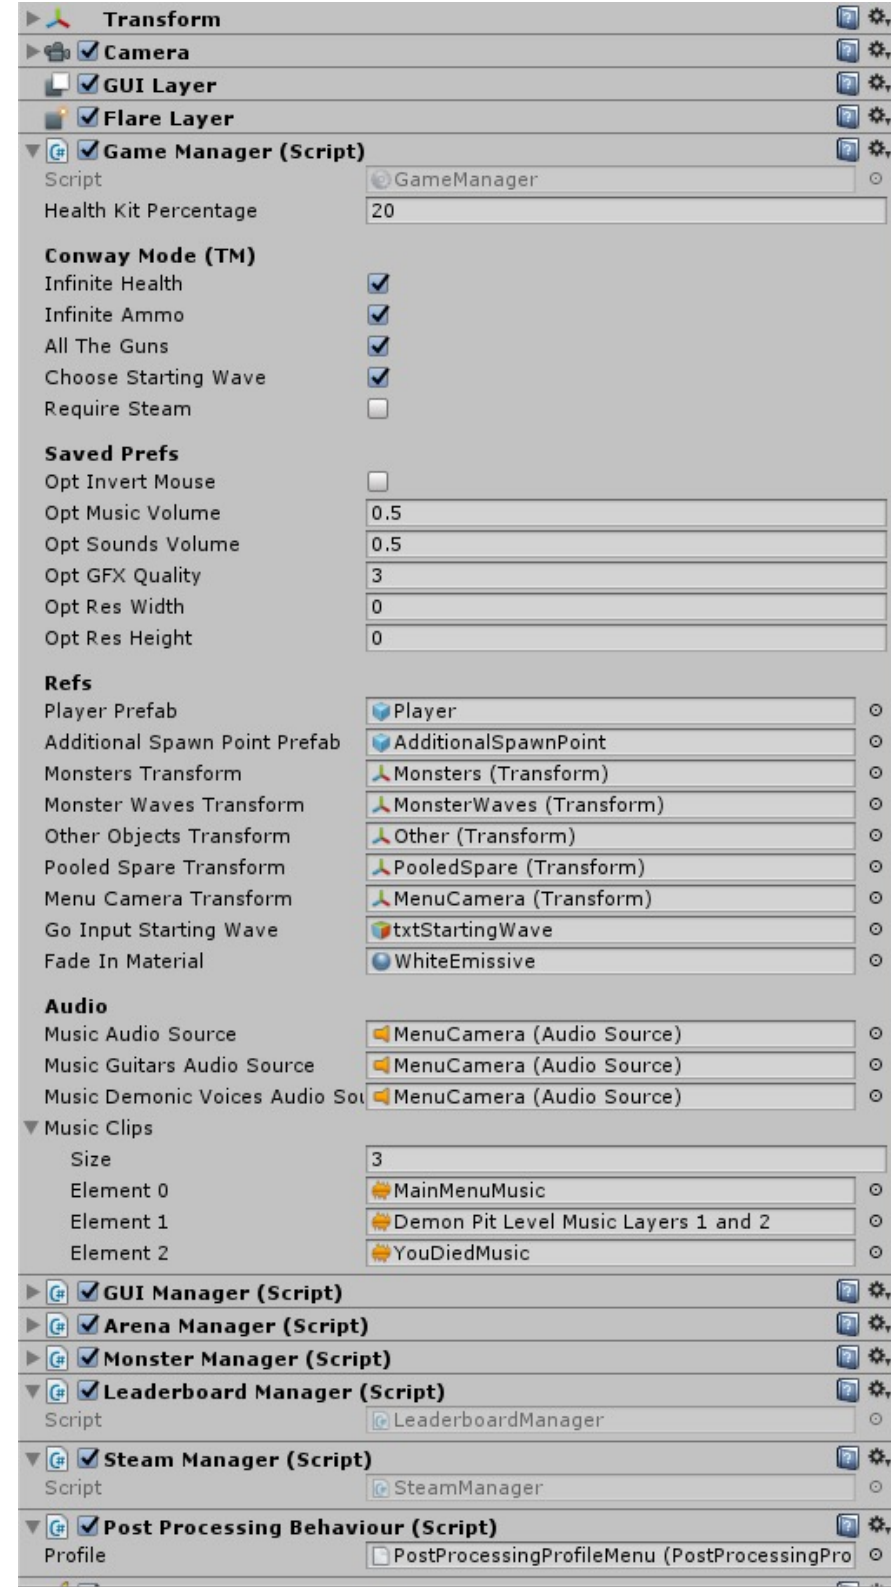 Transform
Camera
GUI Layer
Flare Layer
Game Manager (Script)
Script GameManager
Health Kit Percentage 20
Conway Mode (TM)
Infinite Health
Infinite Ammo
All The Guns
Choose Starting Wave
Require Steam
Saved Prefs
Opt Invert Mouse
Opt Music Volume 0.5
Opt Sounds Volume 0.5
Opt GFX Quality 3
Opt Res Width 0
Opt Res Height 0
Refs
Player Prefab Player
Additional Spawn Point Prefab AdditionalSpawnPoint
Monsters Transform Monsters (Transform)
Monster Waves Transform MonsterWaves (Transform)
Other Objects Transform Other (Transform)
Pooled Spare Transform PooledSpare (Transform)
Menu Camera Transform MenuCamera (Transform)
Go Input Starting Wave txtStartingWave
Fade In Material WhiteEmissive
Audio
Music Audio Source MenuCamera (Audio Source)
Music Guitars Audio Source MenuCamera (Audio Source)
Music Demonic Voices Audio Sou MenuCamera (Audio Source)
Music Clips
Size 3
Element 0 MainMenuMusic
Element 1 Demon Pit Level Music Layers 1 and 2
Element 2 YouDiedMusic
GUI Manager (Script)
Arena Manager (Script)
Monster Manager (Script)
Leaderboard Manager (Script)
Script LeaderboardManager
Steam Manager (Script)
Script SteamManager
Post Processing Behaviour (Script)
Profile PostProcessingProfileMenu (PostProcessingPro